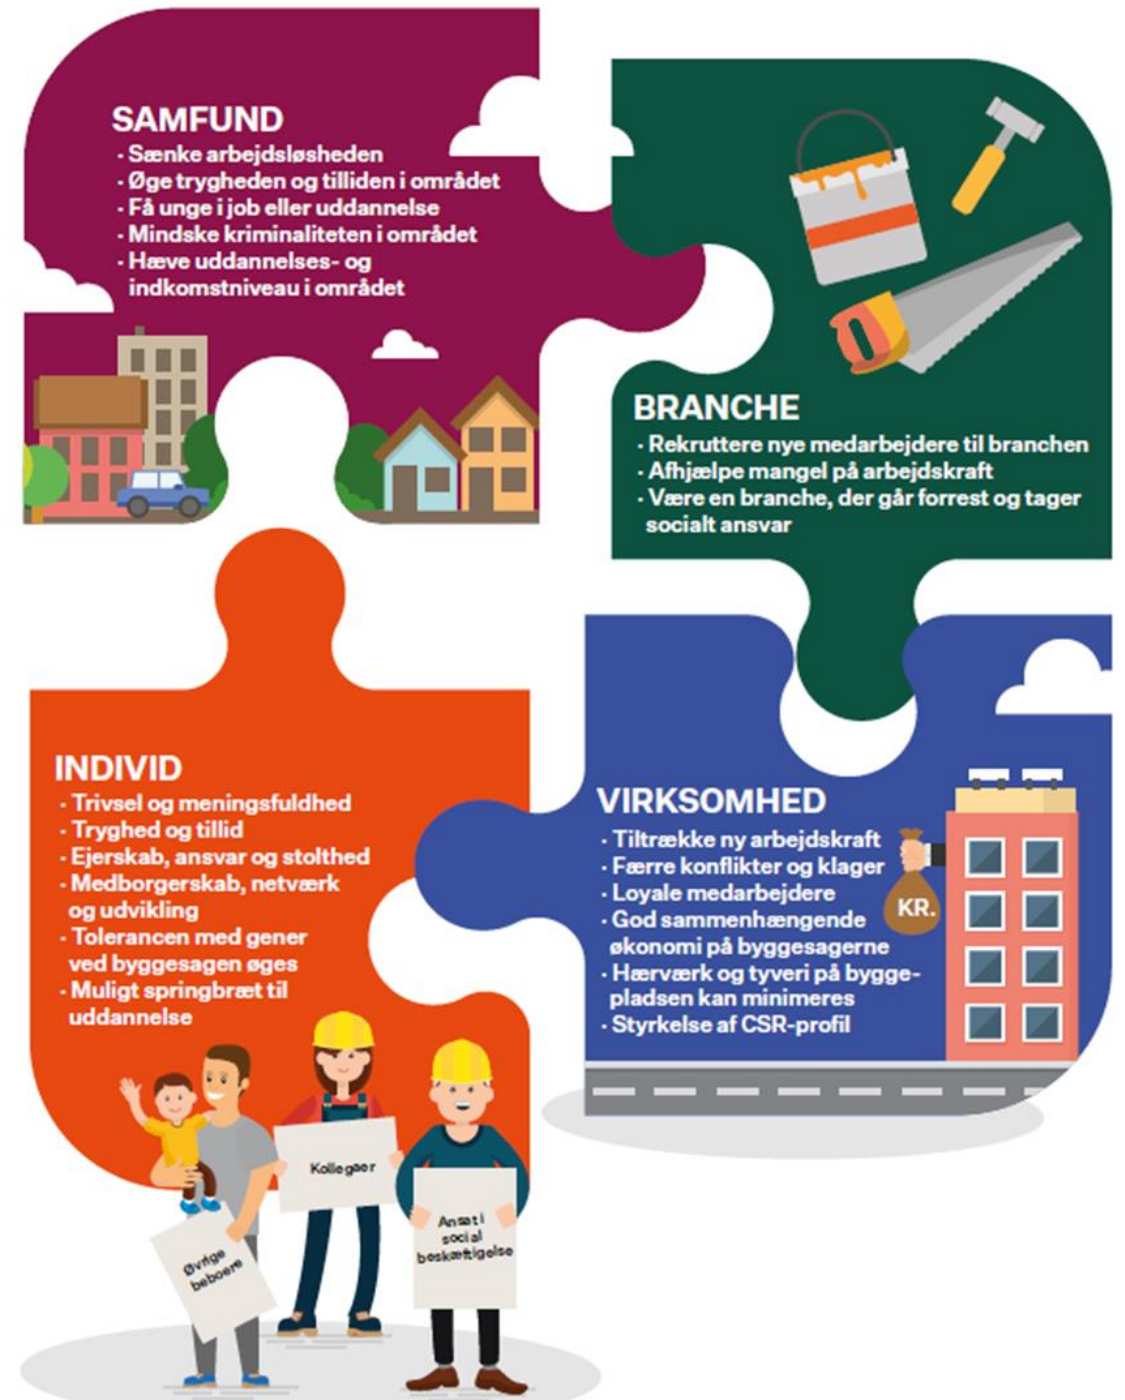 SAMFUND
· Sænke arbejdsløsheden
· Øge trygheden og tilliden i området
· Få unge i job eller uddannelse
· Mindske kriminaliteten i området
· Hæve uddannelses- og
indkomstniveau i området
BRANCHE
· Rekruttere nye medarbejdere til branchen
· Afhjælpe mangel på arbejdskraft
· Være en branche, der går forrest og tager
socialt ansvar
INDIVID
· Trivsel og meningsfuldhed
· Tryghed og tillid
· Ejerskab, ansvar og stolthed
· Medborgerskab, netværk
og udvikling
· Tolerancen med gener
ved byggesagen øges
· Muligt springbræt til
uddannelse
VIRKSOMHED
· Tiltrække ny arbejdskraft
· Færre konflikter og klager
· Loyale medarbejdere
· God sammenhængende
økonomi på byggesagerne
· Hærværk og tyveri på bygge-
pladsen kan minimeres
· Styrkelse af CSR-profil
KR.
Kollegaer
Ansat i
social
beskæftigelse
Øvrige
beboere